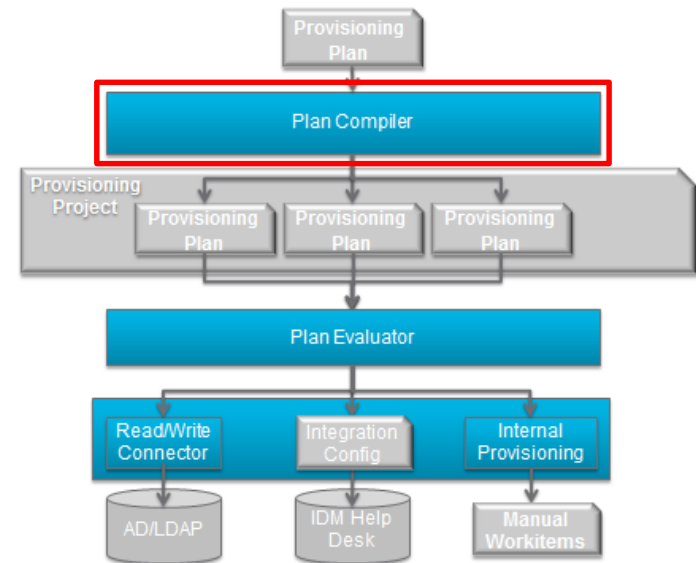 Provisioning
Plan
Plan Compiler
Provisioning
Project
Provisioning
Plan
Provisioning
Plan
Provisioning
Plan
Plan Evaluator
Read/Write
Connector
Integration
Config
Internal
Provisioning
AD/LDAP
IDM Help
Desk
Manual
Workitems